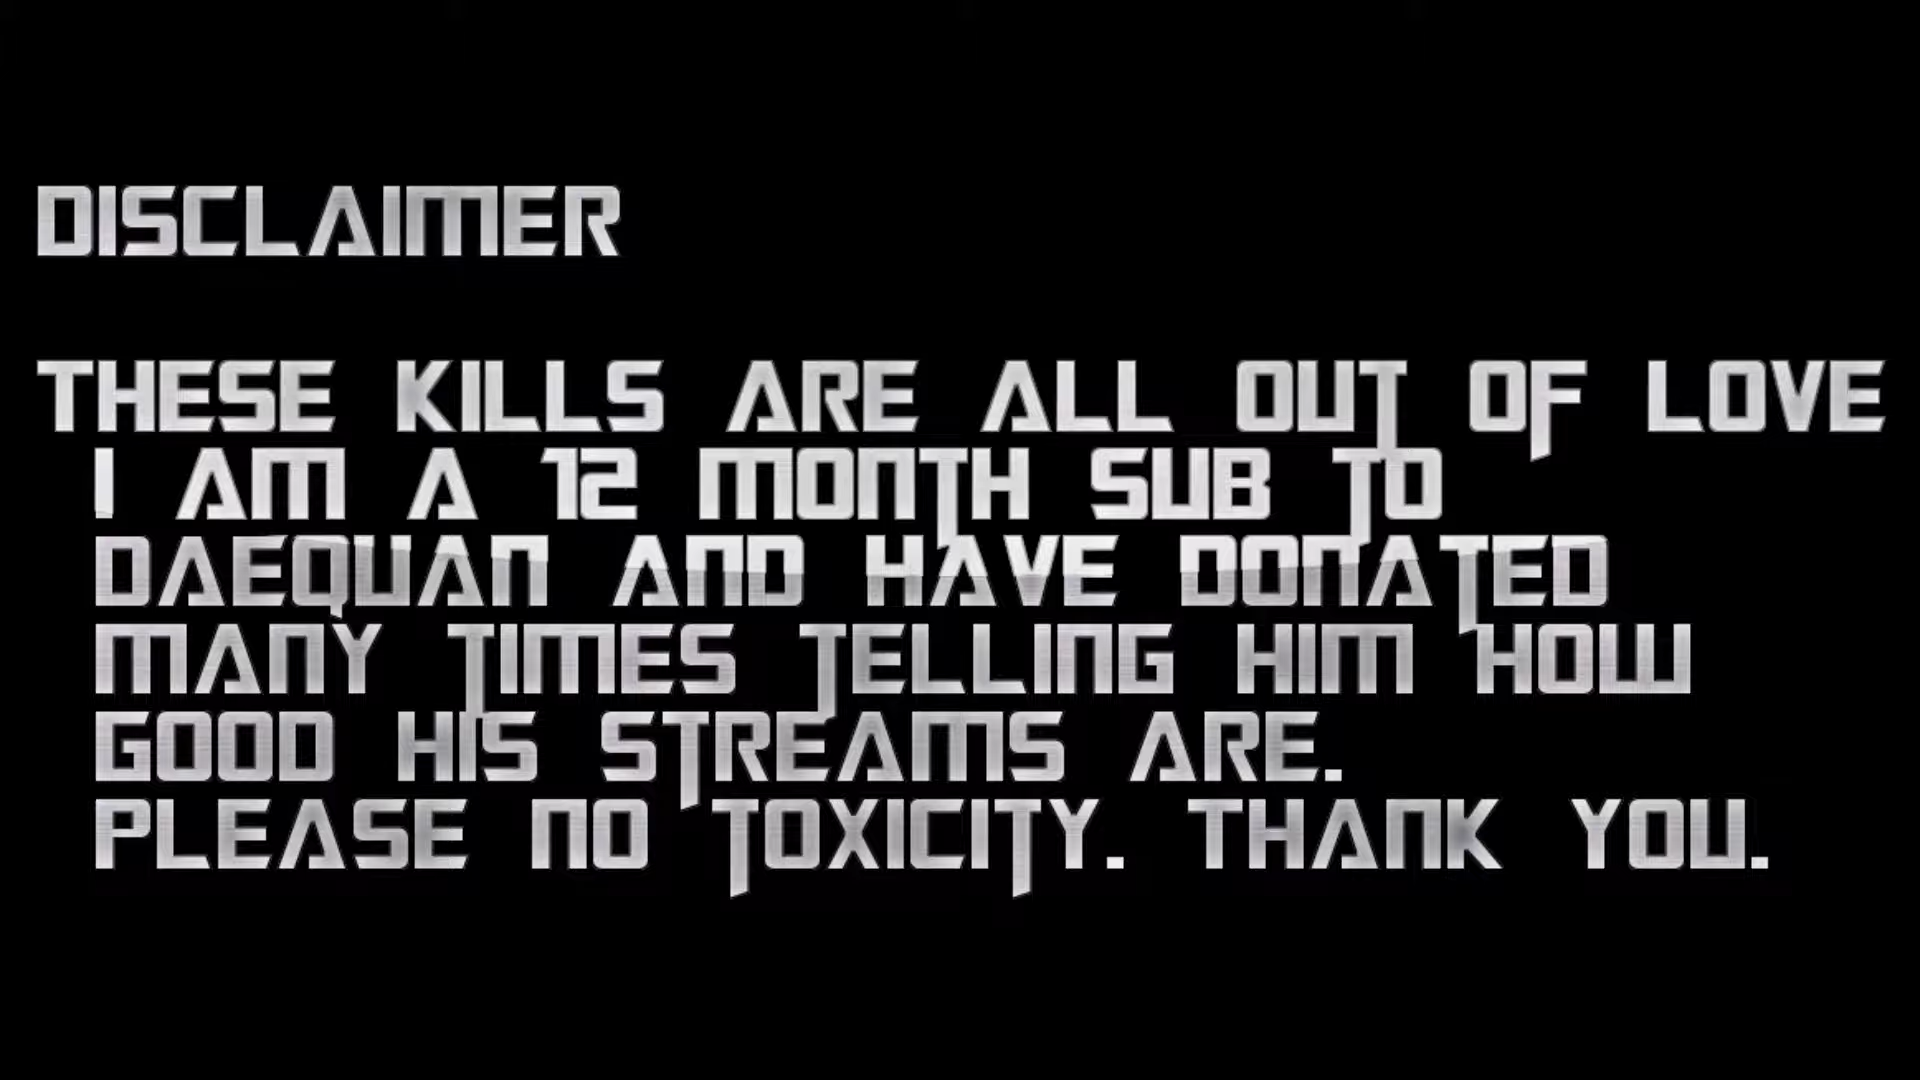 DISCLAIMER
THESE KILLS ARE ALL OUT OF LOVE
I AM A 12 MONTH SUB TO
DAEQUAN AND HAVE DONATED
MANY TIMES TELLING HIM HOW
GOOD HIS STREAMS ARE.
PLEASE NO TOXICITY. THANK YOU.